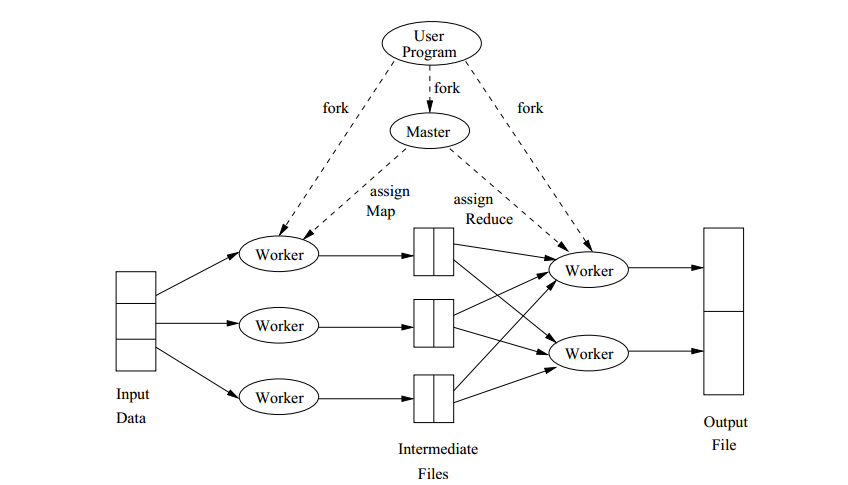 User
Program
fork
fork
fork
Master
assign
Map
assign
Reduce
Worker
Worker
Worker
Worker
Worker
Input
Data
Intermediate
Files
Output
File